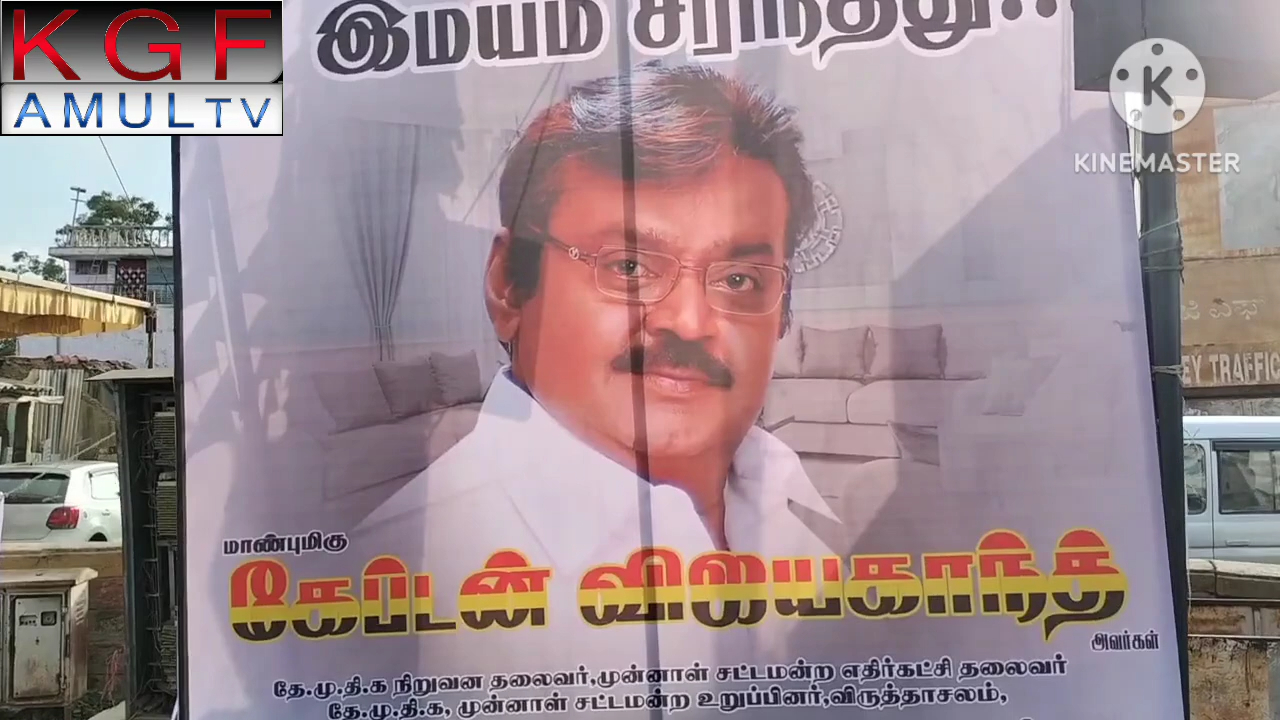 KGF
AMUL TV
K
KINEMASTER
இமயம் சரிந்தது..
EY TRAFFIC
மாண்புமிகு
கேப்டன் விஜயகாந்த்
அவர்கள்
தே.மு.தி.க நிறுவன தலைவர்,முன்னாள் சட்டமன்ற எதிர்கட்சி தலைவர்
தே.மு.தி.க, முன்னாள் சட்டமன்ற உறுப்பினர்,விருத்தாசலம்,